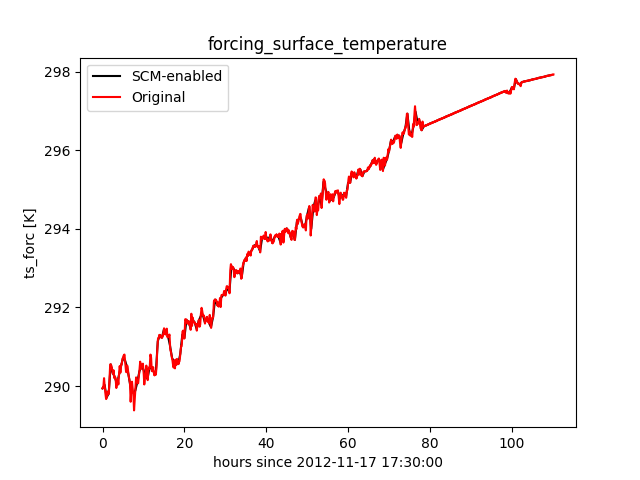 forcing_surface_temperature
SCM-enabled
Original
298
296
294
292
290
ts_forc [K]
0 20 40 60 80 100
hours since 2012-11-17 17:30:00